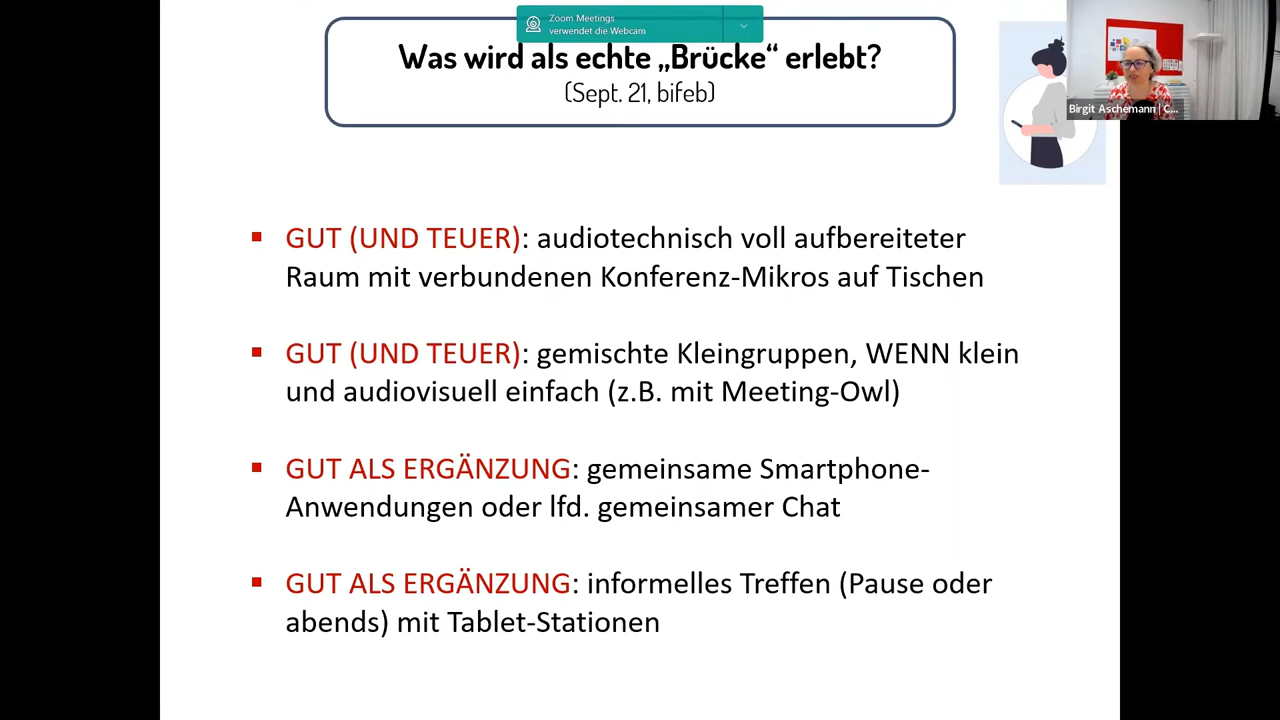 Zoom Meetings
verwendet die Webcam
Was wird als echte „Brücke“ erlebt?
(Sept. 21, bifeb)
Birgit Aschemann | C...
▪ GUT (UND TEUER): audiotechnisch voll aufbereiteter
Raum mit verbundenen Konferenz-Mikros auf Tischen
▪ GUT (UND TEUER): gemischte Kleingruppen, WENN klein
und audiovisuell einfach (z.B. mit Meeting-Owl)
▪ GUT ALS ERGÄNZUNG: gemeinsame Smartphone-
Anwendungen oder lfd. gemeinsamer Chat
▪ GUT ALS ERGÄNZUNG: informelles Treffen (Pause oder
abends) mit Tablet-Stationen